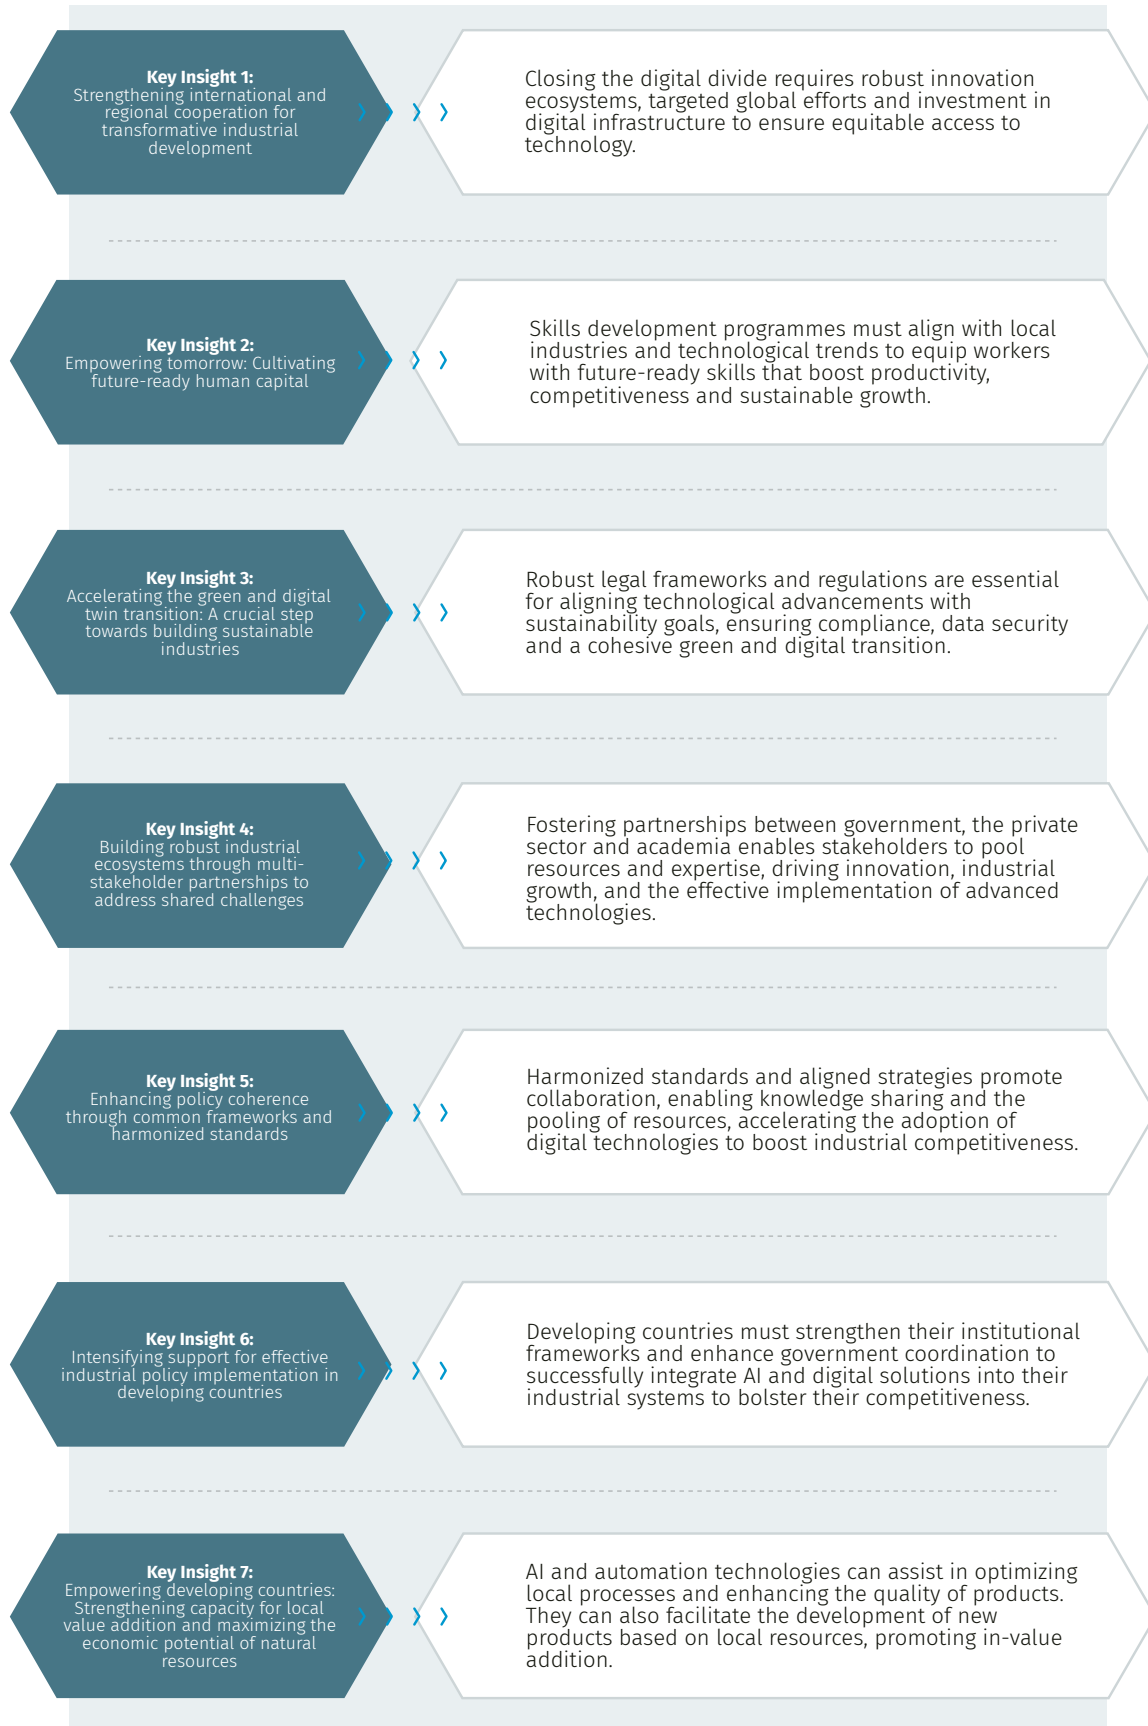 Key Insight 1:
Strengthening international and
regional cooperation for
transformative industrial
development
Closing the digital divide requires robust innovation
ecosystems, targeted global efforts and investment in
digital infrastructure to ensure equitable access to
technology.
Key Insight 2:
Empowering tomorrow: Cultivating
future-ready human capital
Skills development programmes must align with local
industries and technological trends to equip workers
with future-ready skills that boost productivity,
competitiveness and sustainable growth.
Key Insight 3:
Accelerating the green and digital
twin transition: A crucial step
towards building sustainable
industries
Robust legal frameworks and regulations are essential
for aligning technological advancements with
sustainability goals, ensuring compliance, data security
and a cohesive green and digital transition.
Key Insight 4:
Building robust industrial
ecosystems through multi-
stakeholder partnerships to
address shared challenges
Fostering partnerships between government, the private
sector and academia enables stakeholders to pool
resources and expertise, driving innovation, industrial
growth, and the effective implementation of advanced
technologies.
Key Insight 5:
Enhancing policy coherence
through common frameworks and
harmonized standards
Harmonized standards and aligned strategies promote
collaboration, enabling knowledge sharing and the
pooling of resources, accelerating the adoption of
digital technologies to boost industrial competitiveness.
Key Insight 6:
Intensifying support for effective
industrial policy implementation in
developing countries
Developing countries must strengthen their institutional
frameworks and enhance government coordination to
successfully integrate AI and digital solutions into their
industrial systems to bolster their competitiveness.
Key Insight 7:
Empowering developing countries:
Strengthening capacity for local
value addition and maximizing the
economic potential of natural
resources
AI and automation technologies can assist in optimizing
local processes and enhancing the quality of products.
They can also facilitate the development of new
products based on local resources, promoting in-value
addition.